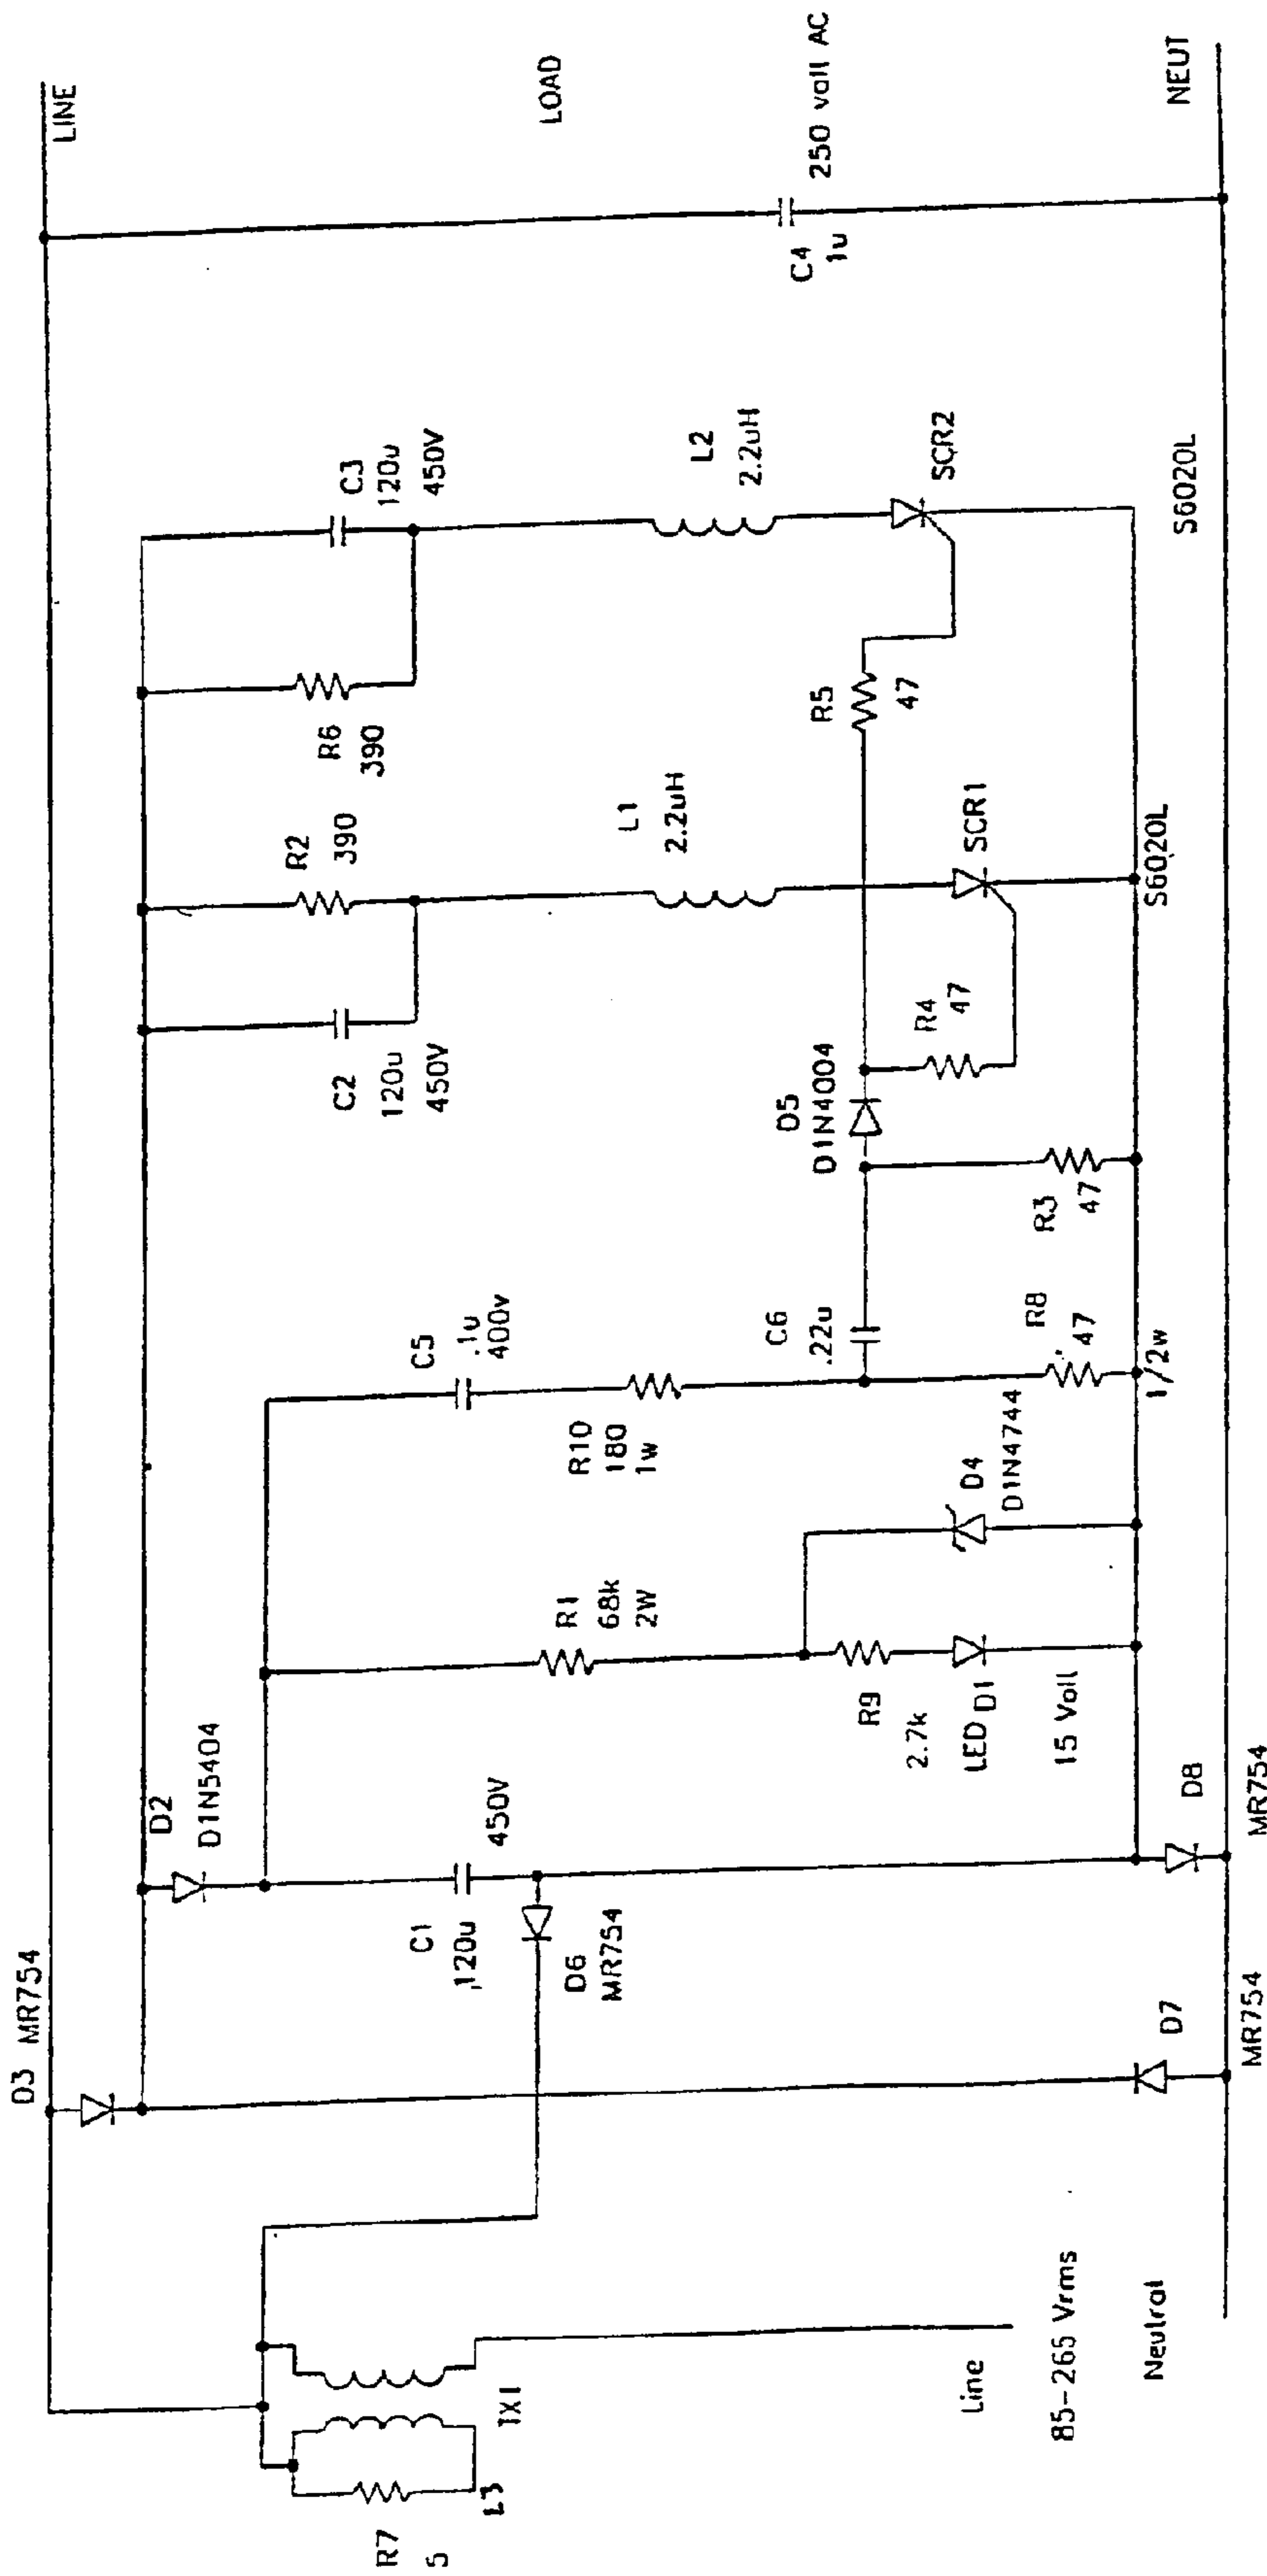 LINE
LOAD
250 volt AC
NEUT
C4
1u
C3
120u
450V
L2
2.2uH
SCR2
S6020L
R6
390
R5
47
R2
390
L1
2.2uH
SCR1
S6020L
C2
120u
450V
R4
47
D5
D1N4004
R3
47
C5
.1u
400v
C6
.22u
R8
47
1/2w
R10
180
1w
D4
D1N4744
R1
68k
2W
R9
2.7k
LED
D1
15 Volt
D2
D1N5404
450V
C1
120u
D6
MR754
D8
MR754
D3 MR754
D7
MR754
TX1
L3
R7
5
Line
85-265 Vrms
Neutral